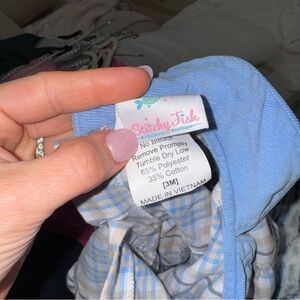 Stitchy Fish
No Bleach
Remove Promptly
Tumble Dry Low
65% Polyester
35% Cotton
[3M]
MADE IN VIETNAM